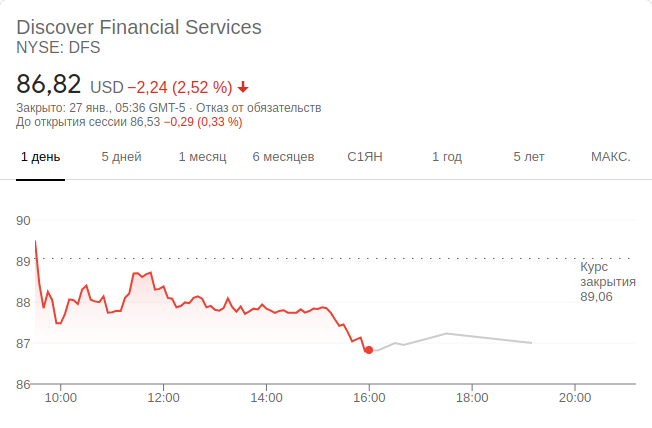 Discover Financial Services
NYSE: DFS
86,82 USD −2,24 (2,52 %)
Закрыто: 27 янв., 05:36 GMT-5 · Отказ от обязательств
До открытия сессии 86,53 −0,29 (0,33 %)
1 день 5 дней 1 месяц 6 месяцев С1ЯН 1 год 5 лет МАКС.
90
89
88
87
86
Курс
закрытия
89,06
10:00 12:00 14:00 16:00 18:00 20:00